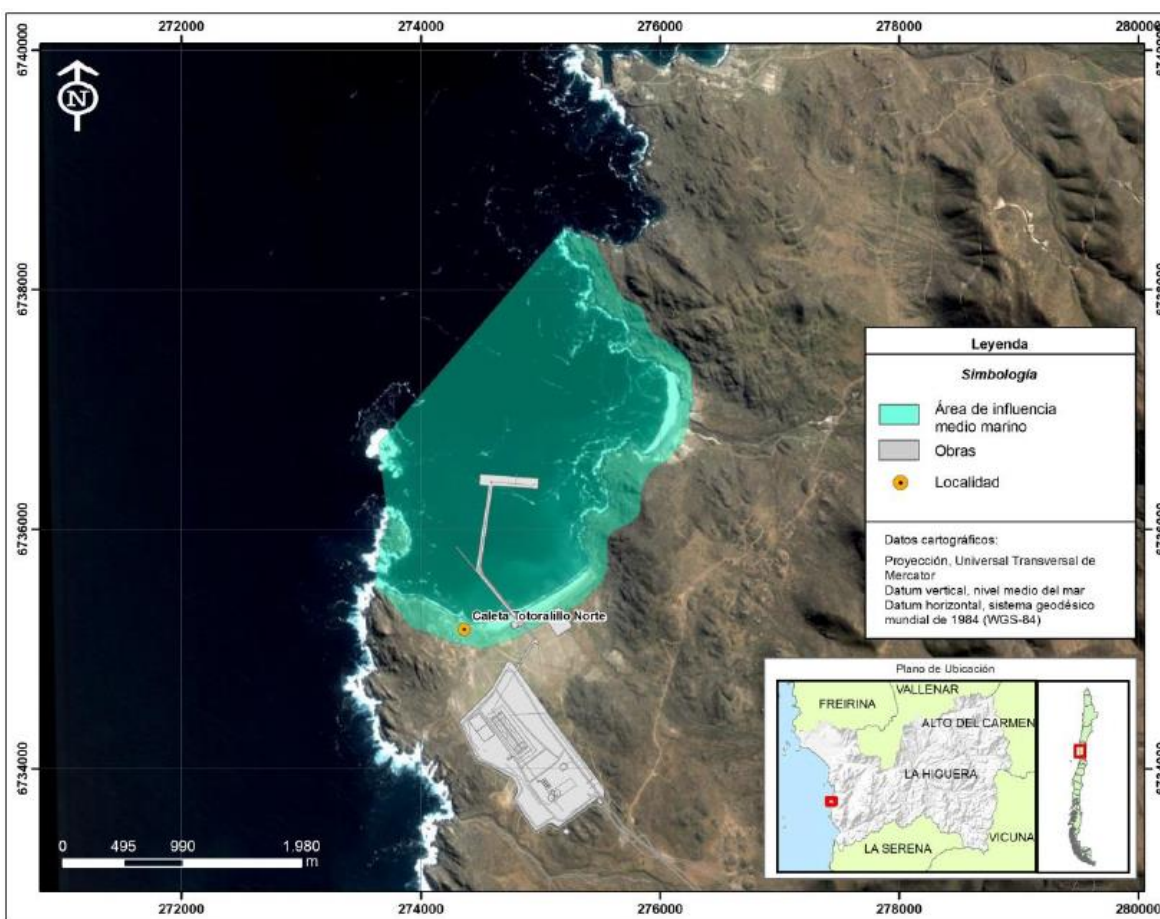 272000 274000 276000 278000 280000
6740000
6738000
6736000
6734000
N
Caleta Totoralillo Norte
Leyenda
Simbología
Área de influencia
medio marino
Obras
Localidad
Datos cartográficos:
Proyección, Universal Transversal de
Mercator
Datum vertical, nivel medio del mar
Datum horizontal, sistema geodésico
mundial de 1984 (WGS-84)
Plano de Ubicación
FREIRINA
VALLENAR
ALTO DEL CARMEN
LA HIGUERA
VICUNA
LA SERENA
0 495 990 1.980
m
6738000
6736000
6734000
272000 274000 276000 278000 280000